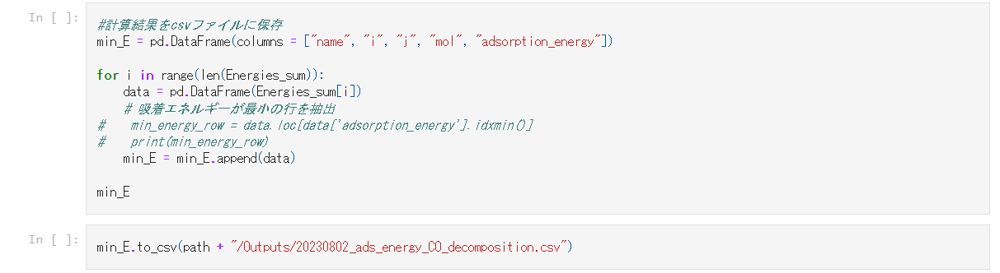 In [ ]:
#計算結果をcsvファイルに保存
min_E = pd.DataFrame(columns = ["name", "i", "j", "mol", "adsorption_energy"])
for i in range(len(Energies_sum)):
    data = pd.DataFrame(Energies_sum[i])
    # 吸着エネルギーが最小の行を抽出
#    min_energy_row = data.loc[data['adsorption_energy'].idxmin()]
#    print(min_energy_row)
    min_E = min_E.append(data)
min_E
In [ ]:
min_E.to_csv(path + "/Outputs/20230802_ads_energy_CO_decomposition.csv")